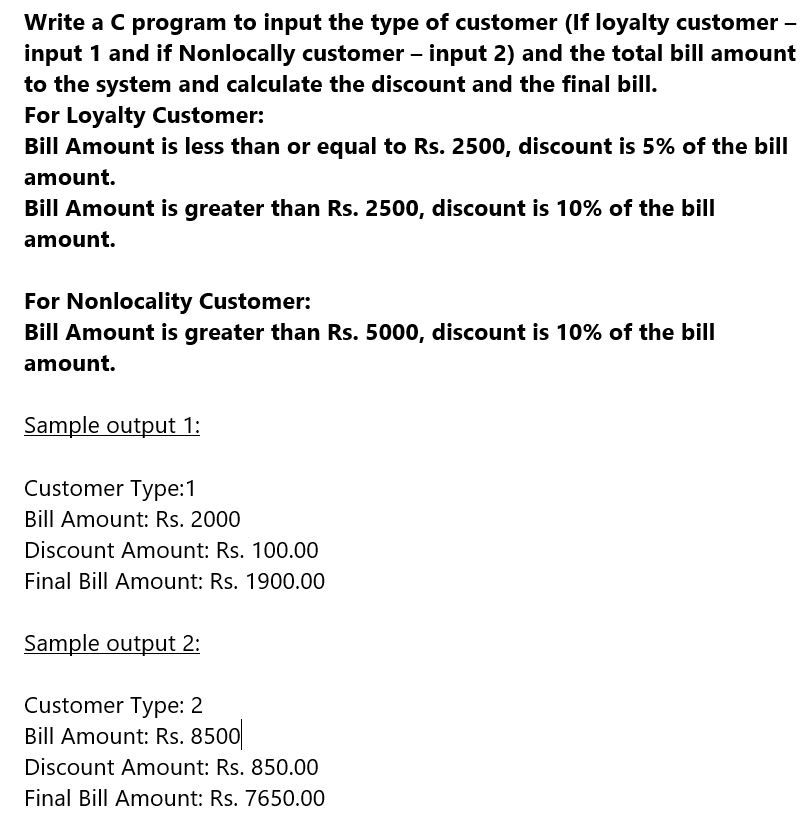 Write a C program to input the type of customer (If loyalty customer –
input 1 and if Nonlocally customer – input 2) and the total bill amount
to the system and calculate the discount and the final bill.
For Loyalty Customer:
Bill Amount is less than or equal to Rs. 2500, discount is 5% of the bill
amount.
Bill Amount is greater than Rs. 2500, discount is 10% of the bill
amount.
For Nonlocality Customer:
Bill Amount is greater than Rs. 5000, discount is 10% of the bill
amount.
Sample output 1:
Customer Type:1
Bill Amount: Rs. 2000
Discount Amount: Rs. 100.00
Final Bill Amount: Rs. 1900.00
Sample output 2:
Customer Type: 2
Bill Amount: Rs. 8500
Discount Amount: Rs. 850.00
Final Bill Amount: Rs. 7650.00